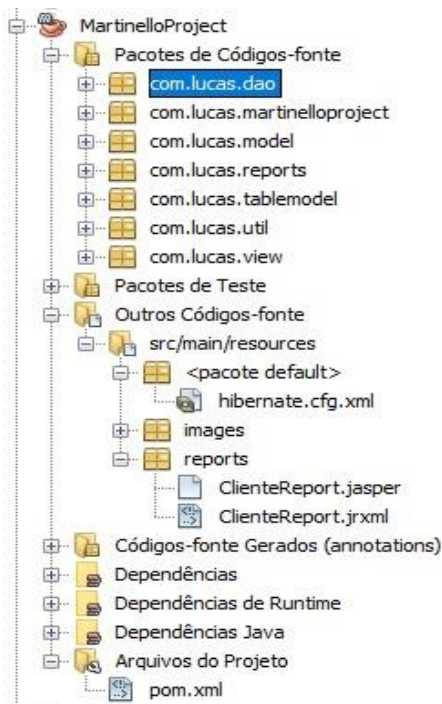 MartinelloProject
Pacotes de Códigos-fonte
com.lucas.dao
com.lucas.martinelloproject
com.lucas.model
com.lucas.reports
com.lucas.tablemodel
com.lucas.util
com.lucas.view
Pacotes de Teste
Outros Códigos-fonte
src/main/resources
<pacote default>
hibernate.cfg.xml
images
reports
ClienteReport.jasper
ClienteReport.jrxml
Códigos-fonte Gerados (annotations)
Dependências
Dependências de Runtime
Dependências Java
Arquivos do Projeto
pom.xml